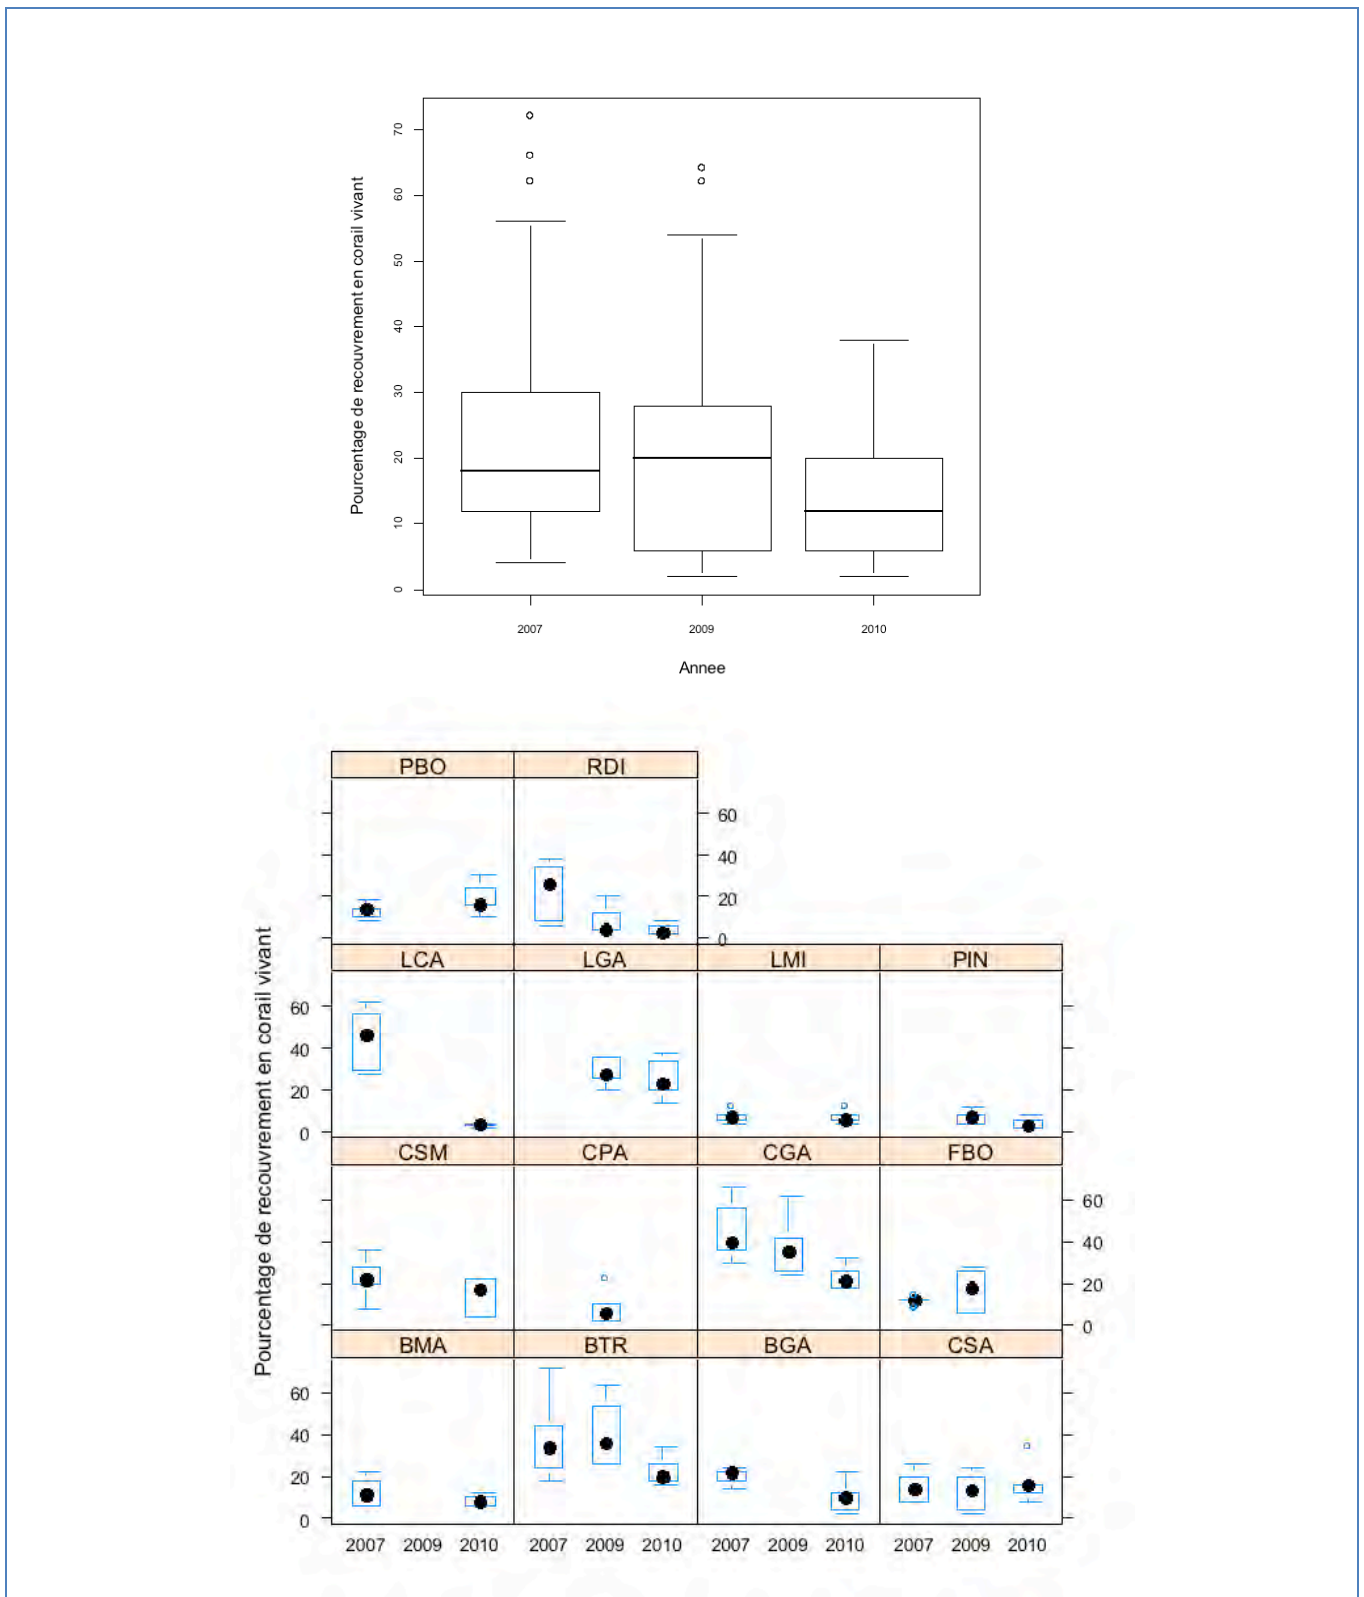 Pourcentage de recouvrement en corail vivant
70
60
50
40
30
20
10
0
2007 2009 2010
Annee
Pourcentage de recouvrement en corail vivant
PBO RDI
60
40
20
0
LCA LGA LMI PIN
60
40
20
0
CSM CPA CGA FBO
60
40
20
0
BMA BTR BGA CSA
60
40
20
0
2007 2009 2010 2007 2009 2010 2007 2009 2010 2007 2009 2010